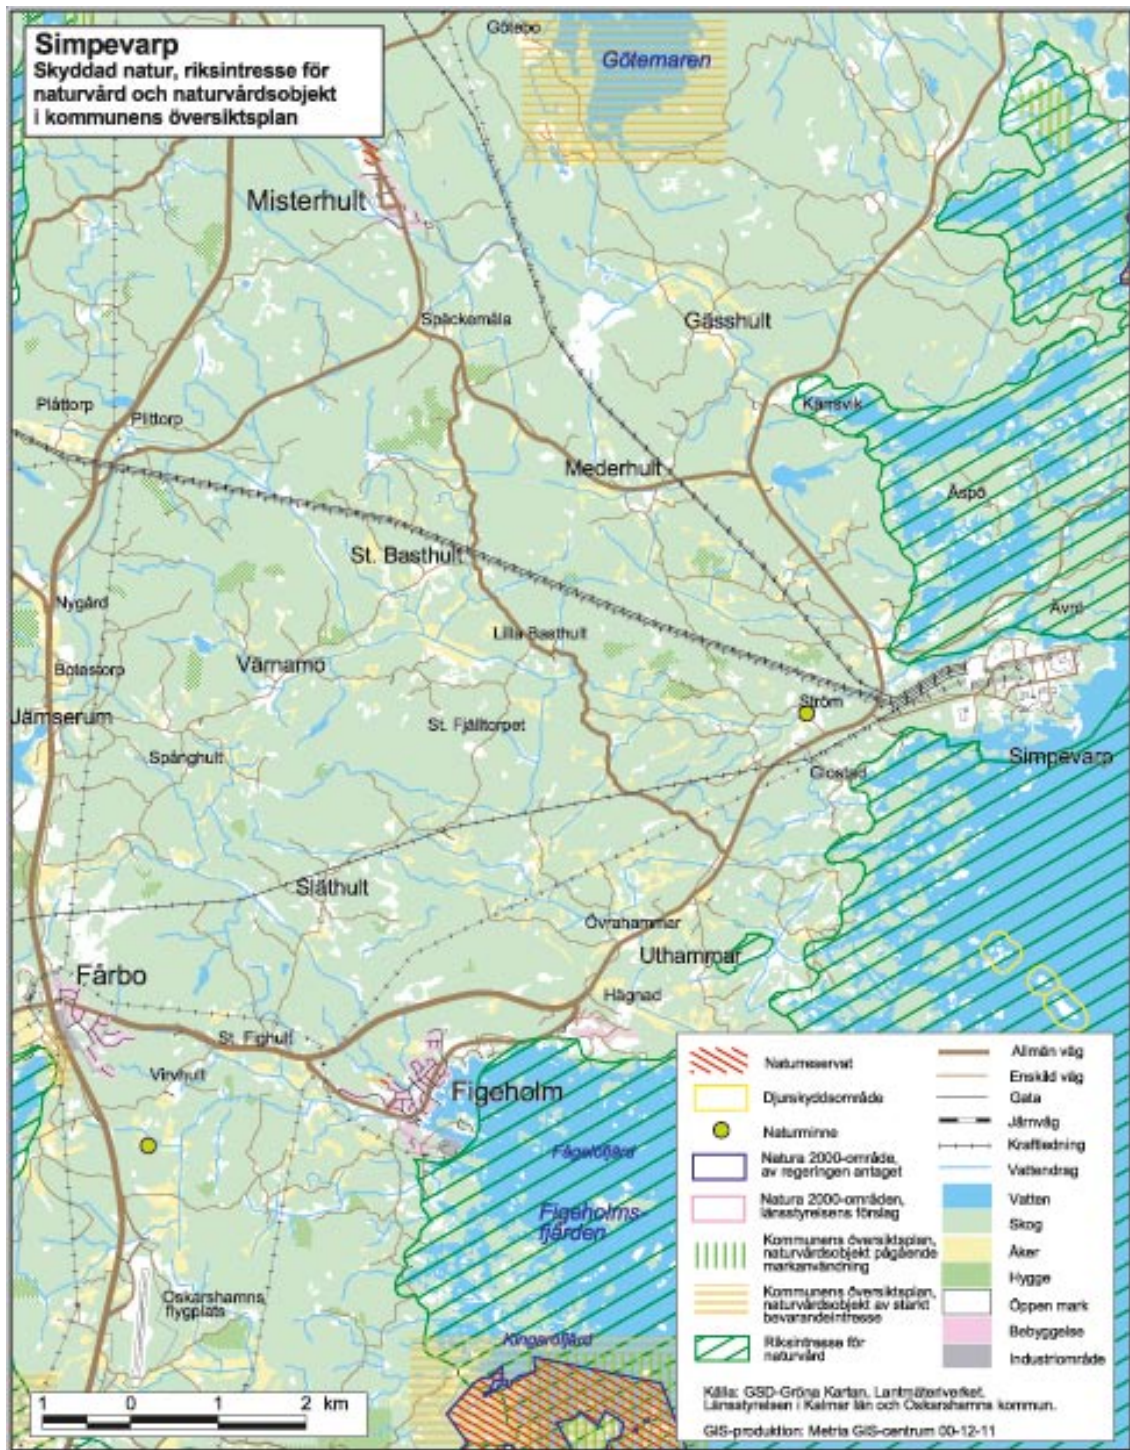 Simpevarp
Skyddad natur, riksintresse för
naturvård och naturvårdsobjekt
i kommunens översiktsplan
Götebo
Götemaren
Misterhult
Späckemåla
Gässhult
Plåttorp
Plittorp
Kärrsvik
Mederhult
Äspö
St. Basthult
Nygård
Ävrö
Lilla Basthult
Värnamo
Botestorp
Ström
Jämserum
St. Fjälltorpet
Spånghult
Simpevarp
Glostad
Släthult
Övrahammar
Uthammar
Fårbo
Hägnad
St. Fighult
Virvhult
Figeholm
Fågelöfjärd
Figeholms-
fjärden
Oskarshamns
flygplats
Kingsröfjärd
Naturreservat
Djurskyddsområde
Naturminne
Natura 2000-område,
av regeringen antaget
Natura 2000-områden,
länsstyrelsens förslag
Kommunens översiktsplan,
naturvårdsobjekt pågående
markanvändning
Kommunens översiktsplan,
naturvårdsobjekt av starkt
bevarandeintresse
Riksintresse för
naturvård
Allmän väg
Enskild väg
Gata
Järnväg
Kraftledning
Vattendrag
Vatten
Skog
Åker
Hygge
Öppen mark
Bebyggelse
Industriområde
Källa: GSD-Gröna Kartan, Lantmäteriverket.
Länsstyrelsen i Kalmar län och Oskarshamns kommun.
GIS-produktion: Metria GIS-centrum 00-12-11
1 0 1 2 km